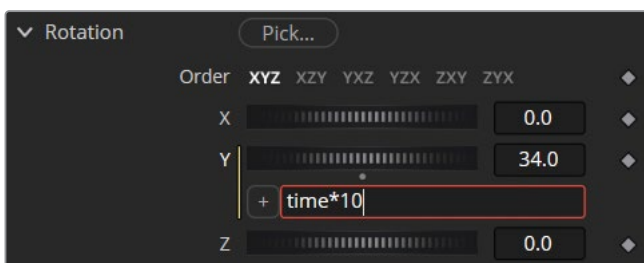 Rotation Pick...
Order XYZ XZY YXZ YZX ZXY ZYX
X 0.0
Y 34.0
+ time*10
Z 0.0